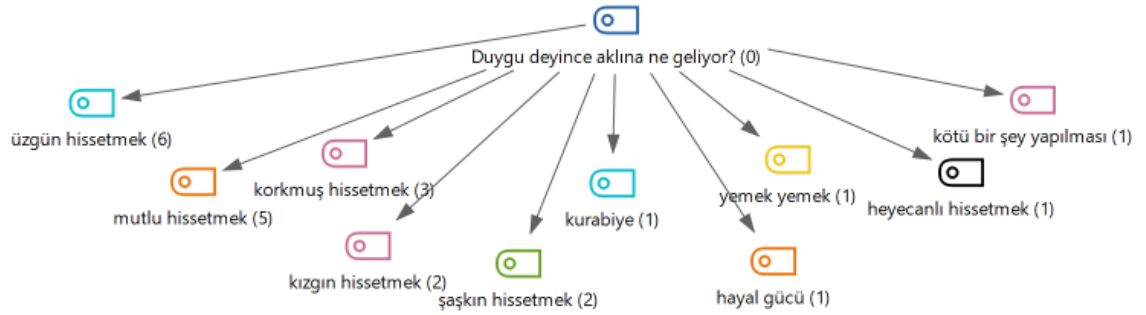 Duygu deyince aklına ne geliyor? (0)
üzgün hissetmek (6)
mutlu hissetmek (5)
korkmuş hissetmek (3)
kızgın hissetmek (2)
şaşkın hissetmek (2)
kurabiye (1)
hayal gücü (1)
yemek yemek (1)
heyecanlı hissetmek (1)
kötü bir şey yapılması (1)